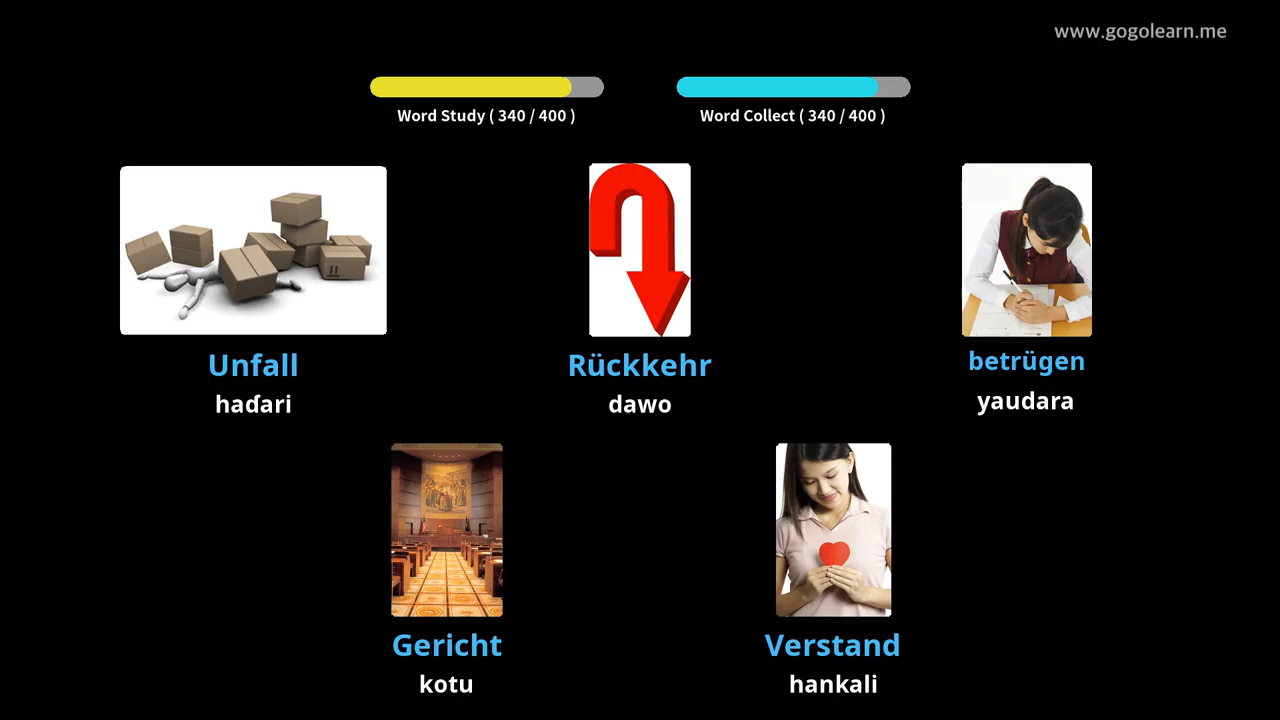 www.gogolearn.me
Word Study ( 340 / 400 )
Word Collect ( 340 / 400 )
Unfall
haɗari
Rückkehr
dawo
betrügen
yaudara
Gericht
kotu
Verstand
hankali